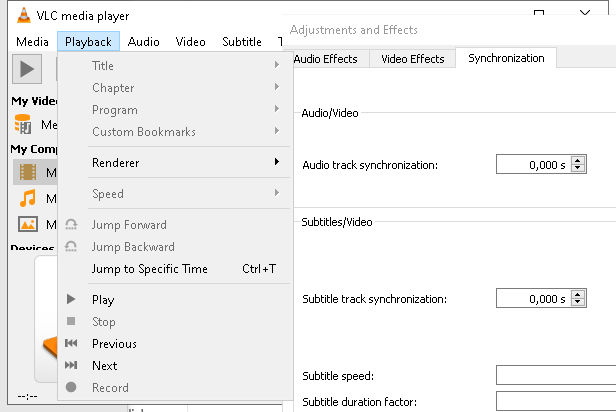 VLC media player
Media Playback Audio Video Subtitle
Title
Chapter
Program
Custom Bookmarks
Renderer
Speed
Jump Forward
Jump Backward
Jump to Specific Time Ctrl+T
Play
Stop
Previous
Next
Record
My Vide
Me
My Comp
M
M
M
Devices
--:--
Adjustments and Effects
Audio Effects Video Effects Synchronization
Audio/Video
Audio track synchronization: 0,000 s
Subtitles/Video
Subtitle track synchronization: 0,000 s
Subtitle speed:
Subtitle duration factor: